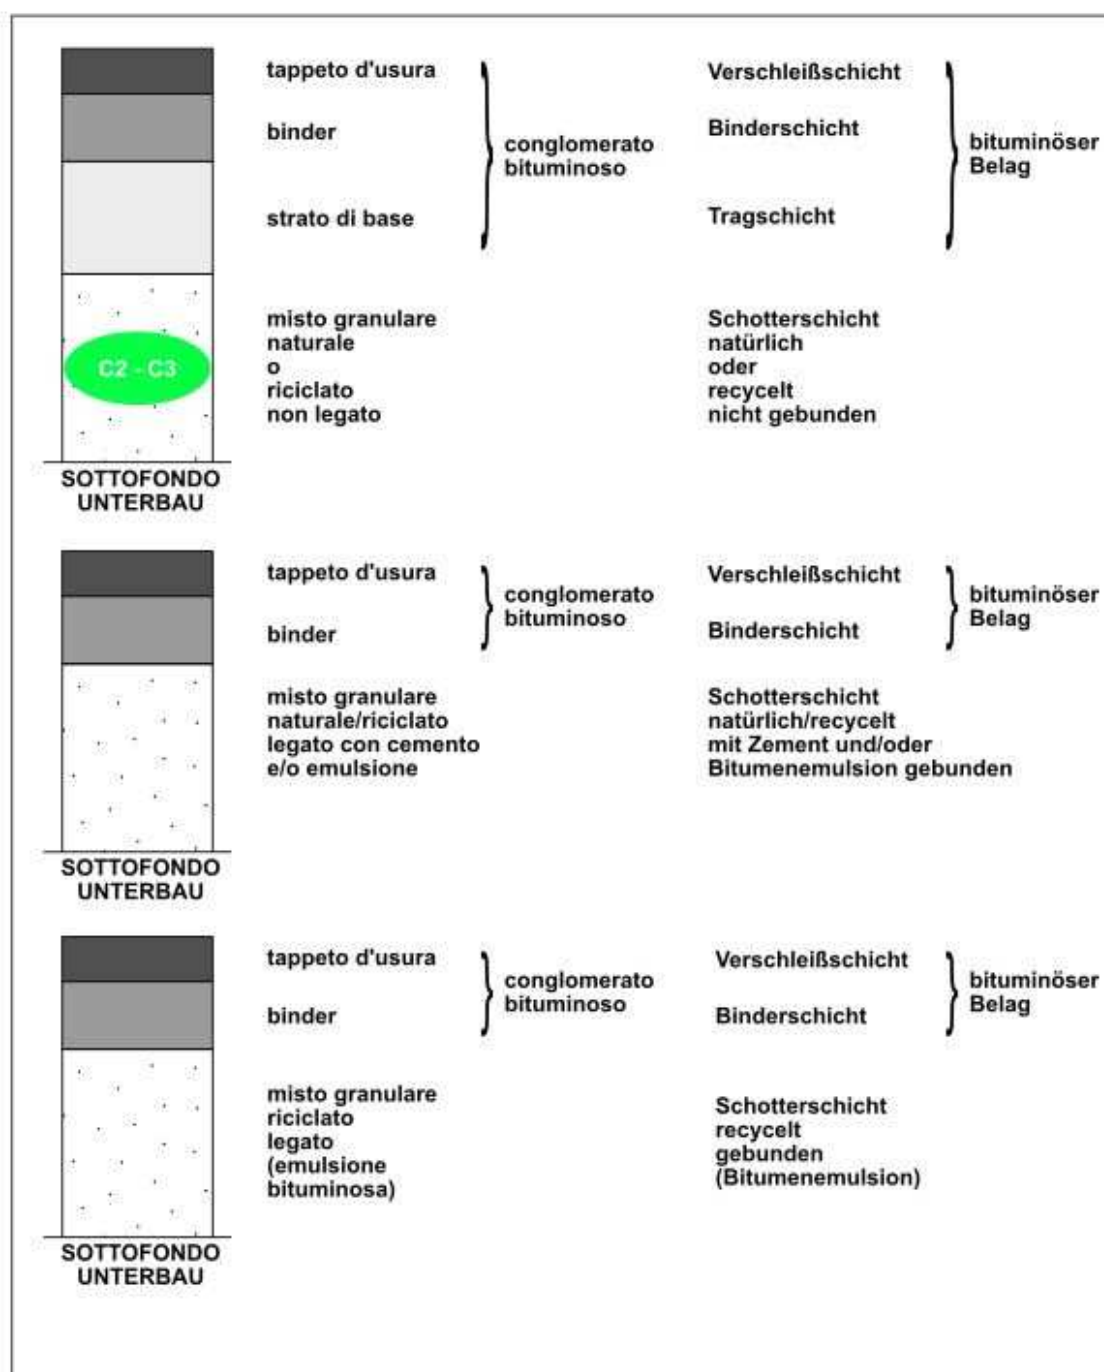 tappeto d'usura
binder
strato di base
conglomerato
bituminoso
Verschleißschicht
Binderschicht
Tragschicht
bituminöser
Belag
C2 - C3
misto granulare
naturale
o
riciclato
non legato
Schotterschicht
natürlich
oder
recycelt
nicht gebunden
SOTTOFONDO
UNTERBAU
tappeto d'usura
binder
conglomerato
bituminoso
Verschleißschicht
Binderschicht
bituminöser
Belag
misto granulare
naturale/riciclato
legato con cemento
e/o emulsione
Schotterschicht
natürlich/recycelt
mit Zement und/oder
Bitumenemulsion gebunden
SOTTOFONDO
UNTERBAU
tappeto d'usura
binder
conglomerato
bituminoso
Verschleißschicht
Binderschicht
bituminöser
Belag
misto granulare
riciclato
legato
(emulsione
bituminosa)
Schotterschicht
recycelt
gebunden
(Bitumenemulsion)
SOTTOFONDO
UNTERBAU